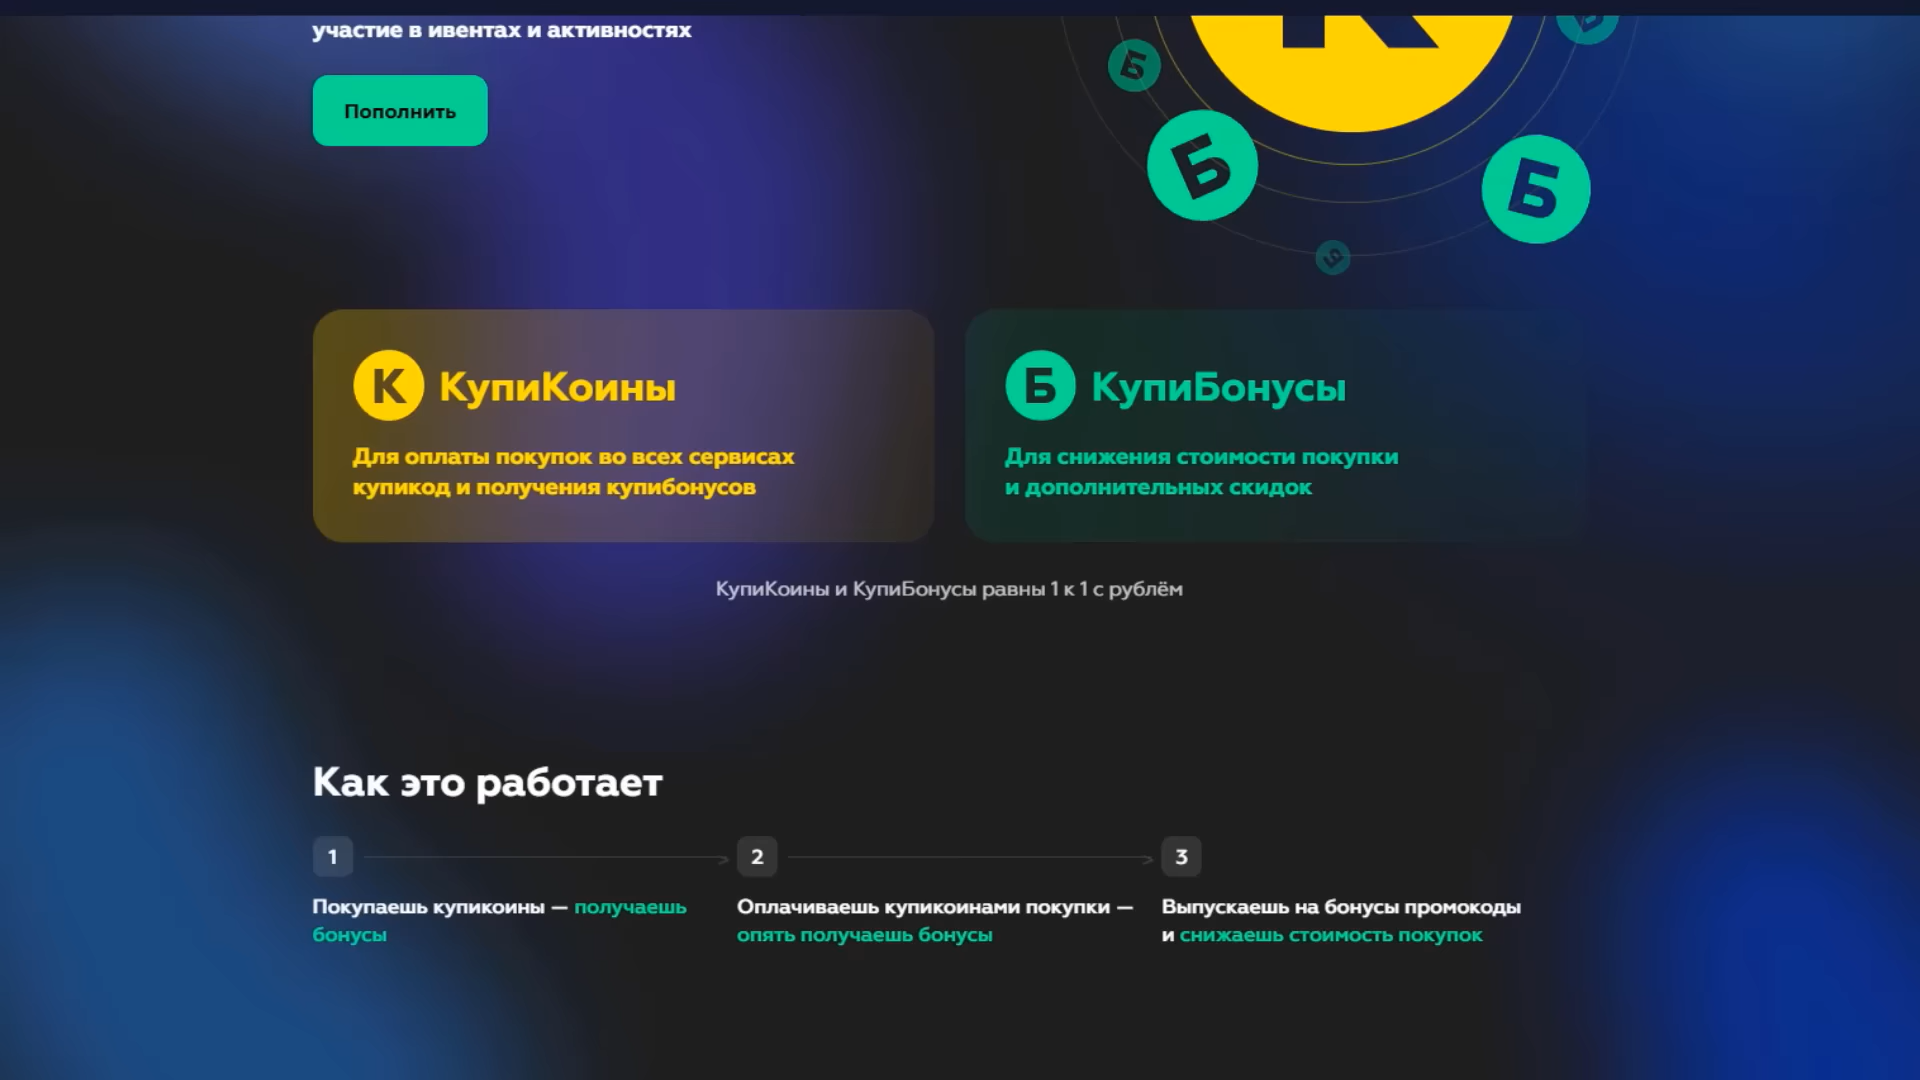 участие в ивентах и активностях
Пополнить
К
Б
Б
Б
Б
Б
К КупиКоины
Для оплаты покупок во всех сервисах
купикод и получения купибонусов
Б КупиБонусы
Для снижения стоимости покупки
и дополнительных скидок
КупиКоины и КупиБонусы равны 1 к 1 с рублём
Как это работает
1
Покупаешь купикоины — получаешь
бонусы
2
Оплачиваешь купикоинами покупки —
опять получаешь бонусы
3
Выпускаешь на бонусы промокоды
и снижаешь стоимость покупок